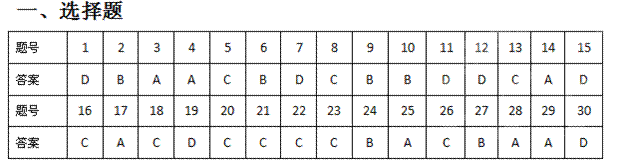 一、选择题
题号 1 2 3 4 5 6 7 8 9 10 11 12 13 14 15
答案 D B A A C B D C B B D D C A D
题号 16 17 18 19 20 21 22 23 24 25 26 27 28 29 30
答案 C A C D C C C C B A C B A A D